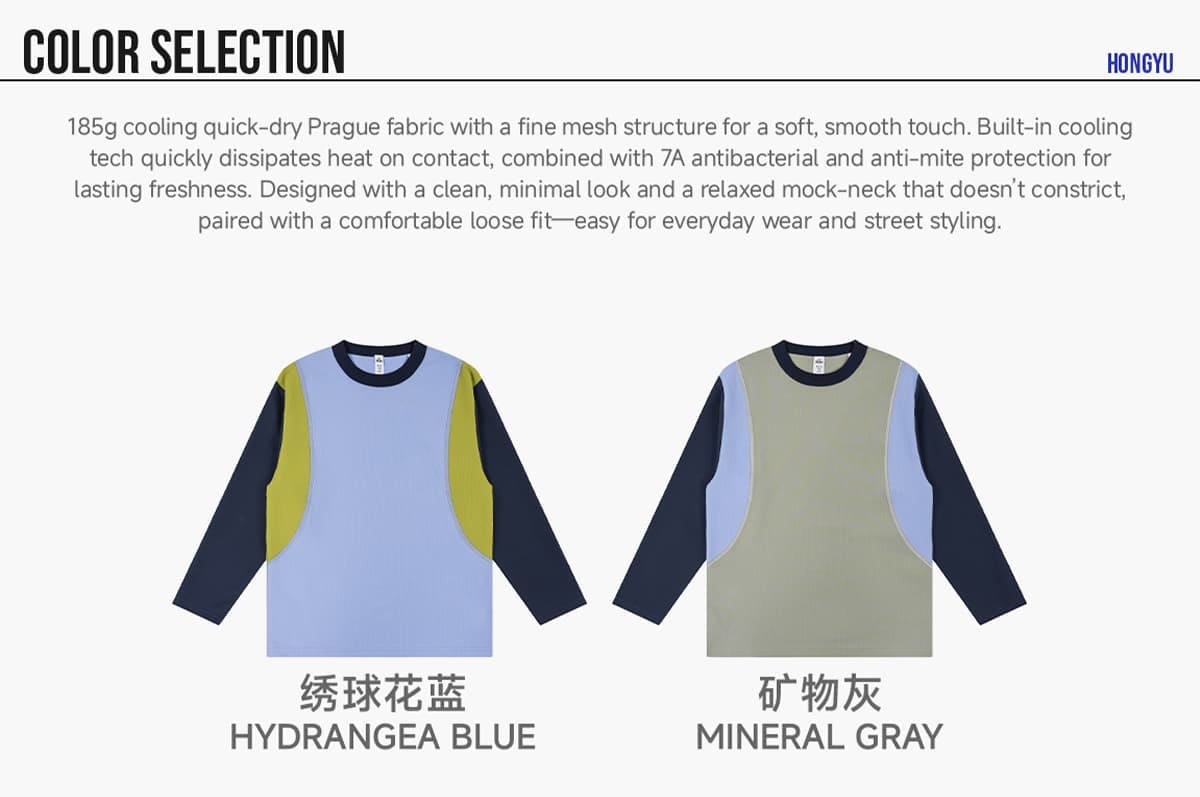 COLOR SELECTION
HONGYU
185g cooling quick-dry Prague fabric with a fine mesh structure for a soft, smooth touch. Built-in cooling
tech quickly dissipates heat on contact, combined with 7A antibacterial and anti-mite protection for
lasting freshness. Designed with a clean, minimal look and a relaxed mock-neck that doesn't constrict,
paired with a comfortable loose fit—easy for everyday wear and street styling.
绣球花蓝
HYDRANGEA BLUE
矿物灰
MINERAL GRAY